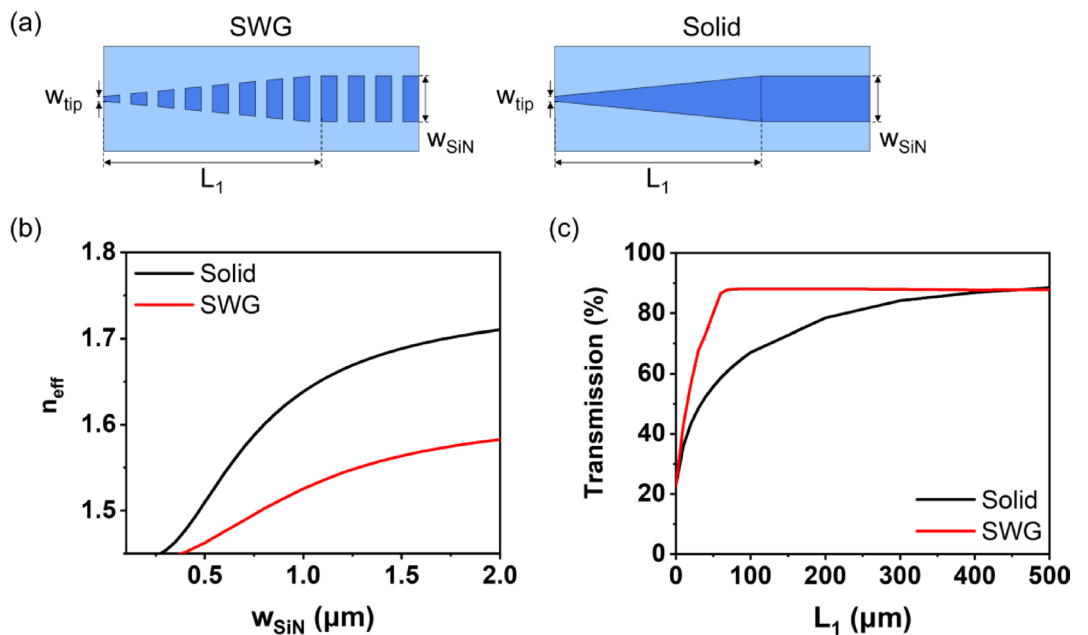 (a)
SWG
Solid
w_tip
w_SiN
L_1
w_tip
w_SiN
L_1
(b)
1.8
1.7
1.6
1.5
n_eff
Solid
SWG
0.5 1.0 1.5 2.0
w_SiN (µm)
(c)
100
80
60
40
20
0
Transmission (%)
Solid
SWG
0 100 200 300 400 500
L_1 (µm)